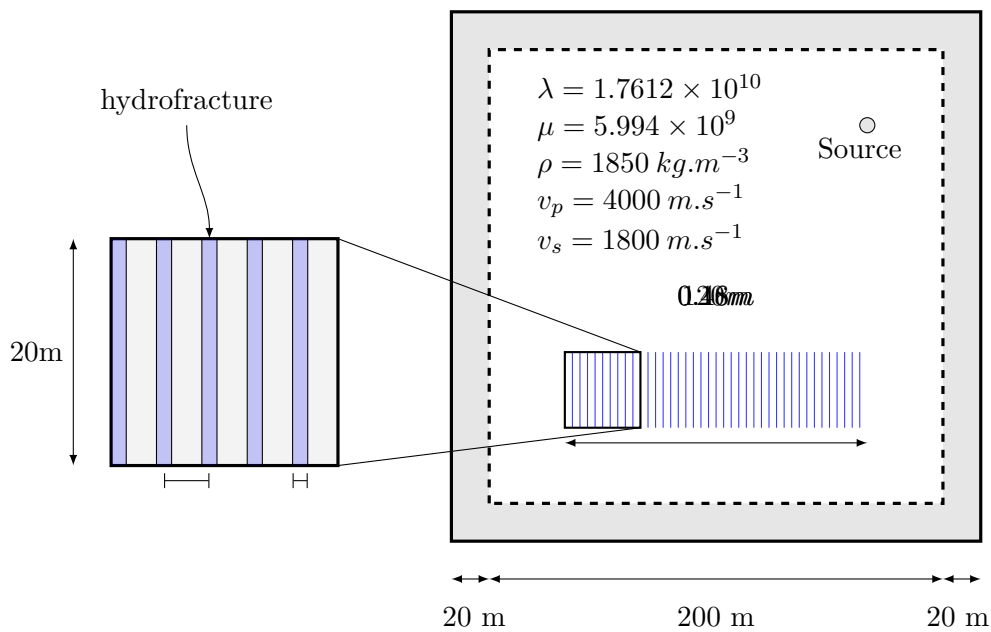 hydrofracture
20m
λ = 1.7612 × 10^10
μ = 5.994 × 10^9
ρ = 1850 kg.m^−3
v_p = 4000 m.s^−1
v_s = 1800 m.s^−1
Source
20 m
200 m
20 m